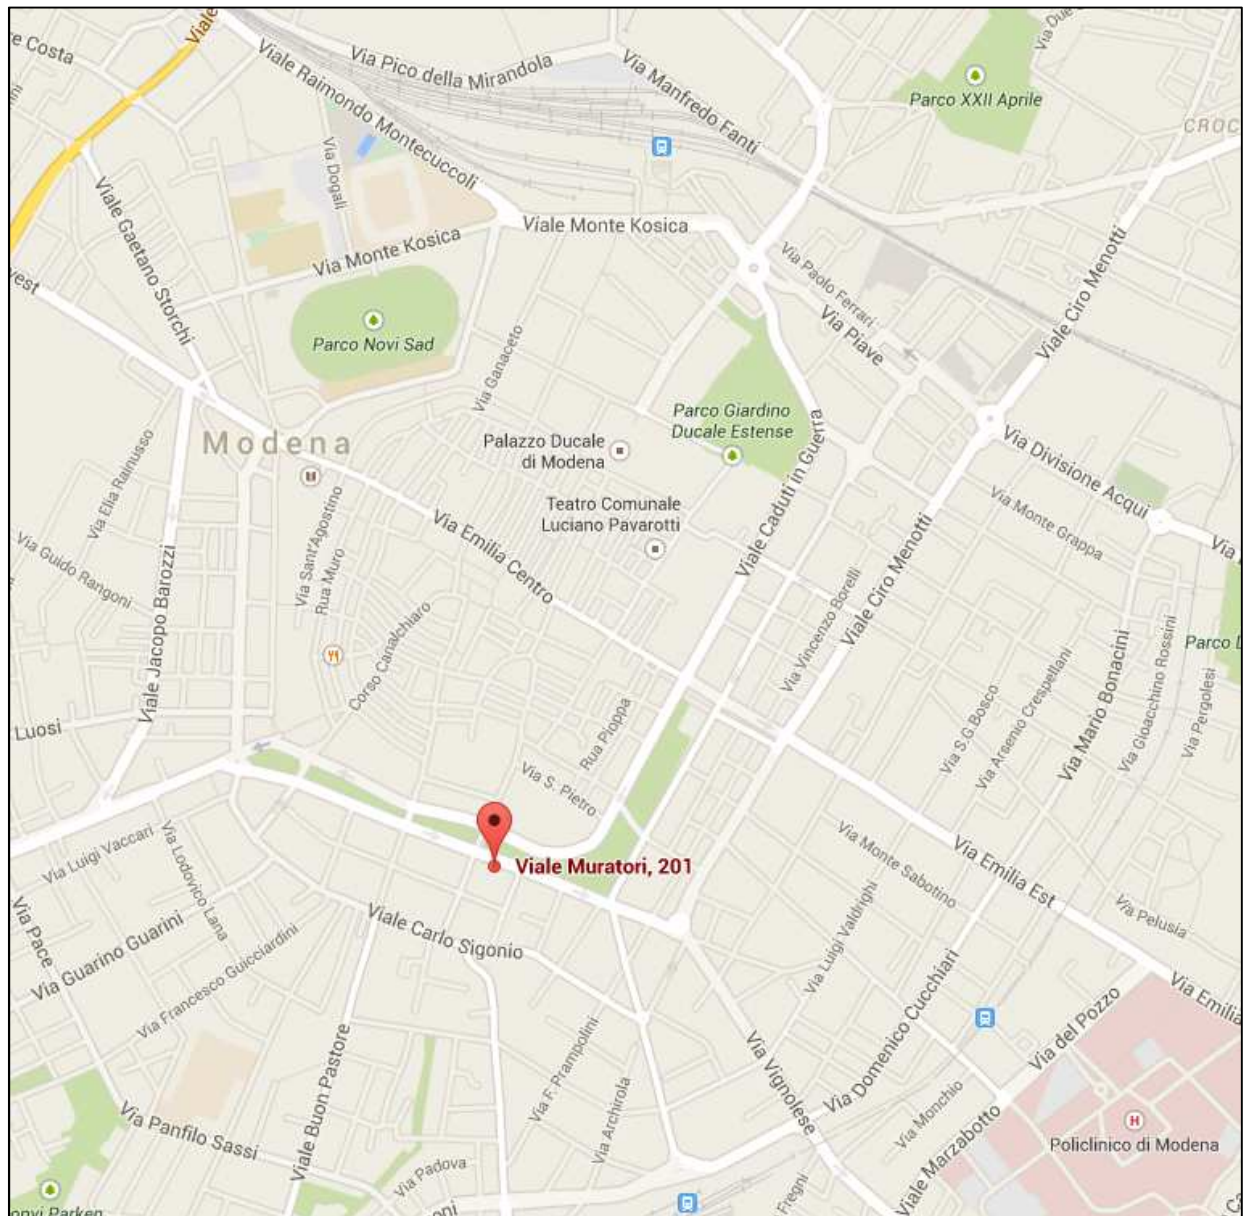 Viale
e Costa
Via Pico della Mirandola
Viale Raimondo Montecuccoli
Via Manfredo Fanti
Via Due
Parco XXII Aprile
CROC
Via Dogali
Viale Gaetano Storchi
Viale Monte Kosica
Via Monte Kosica
Via Paolo Ferrari
Viale Ciro Menotti
vest
Via Piave
Parco Novi Sad
Via Ganaceto
Parco Giardino
Ducale Estense
Modena
Palazzo Ducale
di Modena
Viale Caduti in Guerra
Via Divisione Acqui
Via Elia Rainusso
Teatro Comunale
Luciano Pavarotti
Via Sant'Agostino
Rua Muro
Via Emilia Centro
Via Monte Grappa
Via Guido Rangoni
Viale Jacopo Barozzi
Via Vincenzo Borelli
Viale Ciro Menotti
Corso Canalchiaro
Parco L
Via S.G.Bosco
Via Arsenio Crespellani
Via Mario Bonacini
Via Gioacchino Rossini
Via Pergolesi
Luosi
Rua Pioppa
Via S. Pietro
Viale Muratori, 201
Via Luigi Vaccari
Via Lodovico Lana
Via Monte Sabotino
Via Emilia Est
Via Luigi Valdrighi
Via Pelusia
Via Pace
Via Guarino Guarini
Viale Carlo Sigonio
Via Francesco Guicciardini
Via Emilia
Via del Pozzo
Via Domenico Cucchiari
Via Vignolese
Via F. Prampolini
Via Archirola
Viale Buon Pastore
Via Panfilo Sassi
Via Monchio
Viale Marzabotto
H
Policlinico di Modena
Via Padova
Fregni